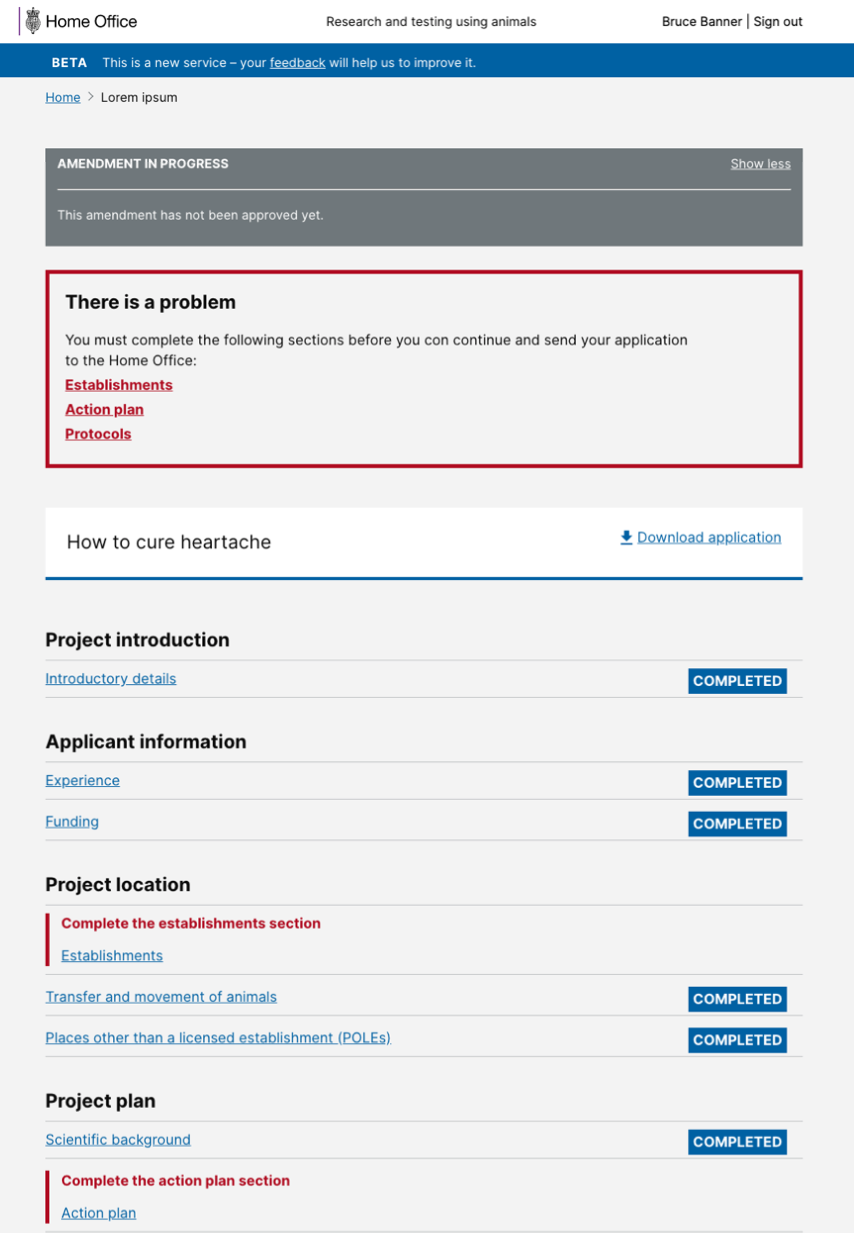 Home Office
Research and testing using animals
Bruce Banner | Sign out
BETA This is a new service – your feedback will help us to improve it.
Home > Lorem ipsum
AMENDMENT IN PROGRESS
Show less
This amendment has not been approved yet.
There is a problem
You must complete the following sections before you con continue and send your application
to the Home Office:
Establishments
Action plan
Protocols
How to cure heartache
Download application
Project introduction
Introductory details
COMPLETED
Applicant information
Experience
COMPLETED
Funding
COMPLETED
Project location
Complete the establishments section
Establishments
Transfer and movement of animals
COMPLETED
Places other than a licensed establishment (POLEs)
COMPLETED
Project plan
Scientific background
COMPLETED
Complete the action plan section
Action plan